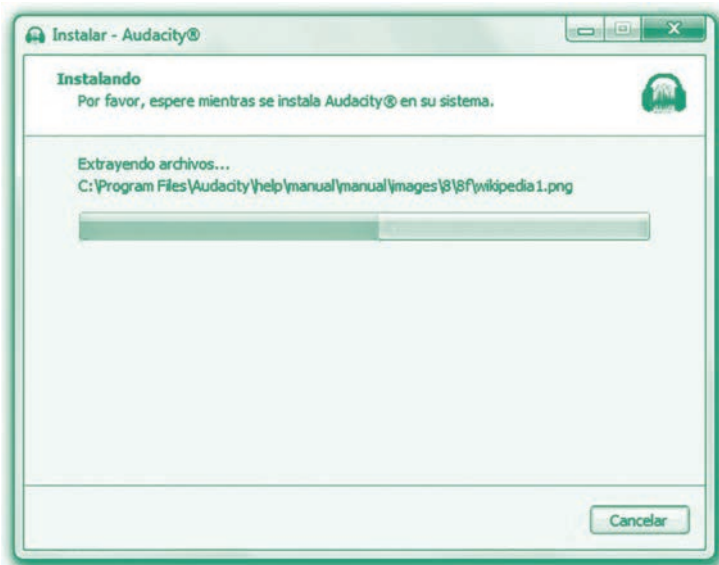 Instalar - Audacity®
Instalando
Por favor, espere mientras se instala Audacity® en su sistema.
Extrayendo archivos...
C:\Program Files\Audacity\help\manual\manual\images\8\8f\wikipedia1.png
Cancelar